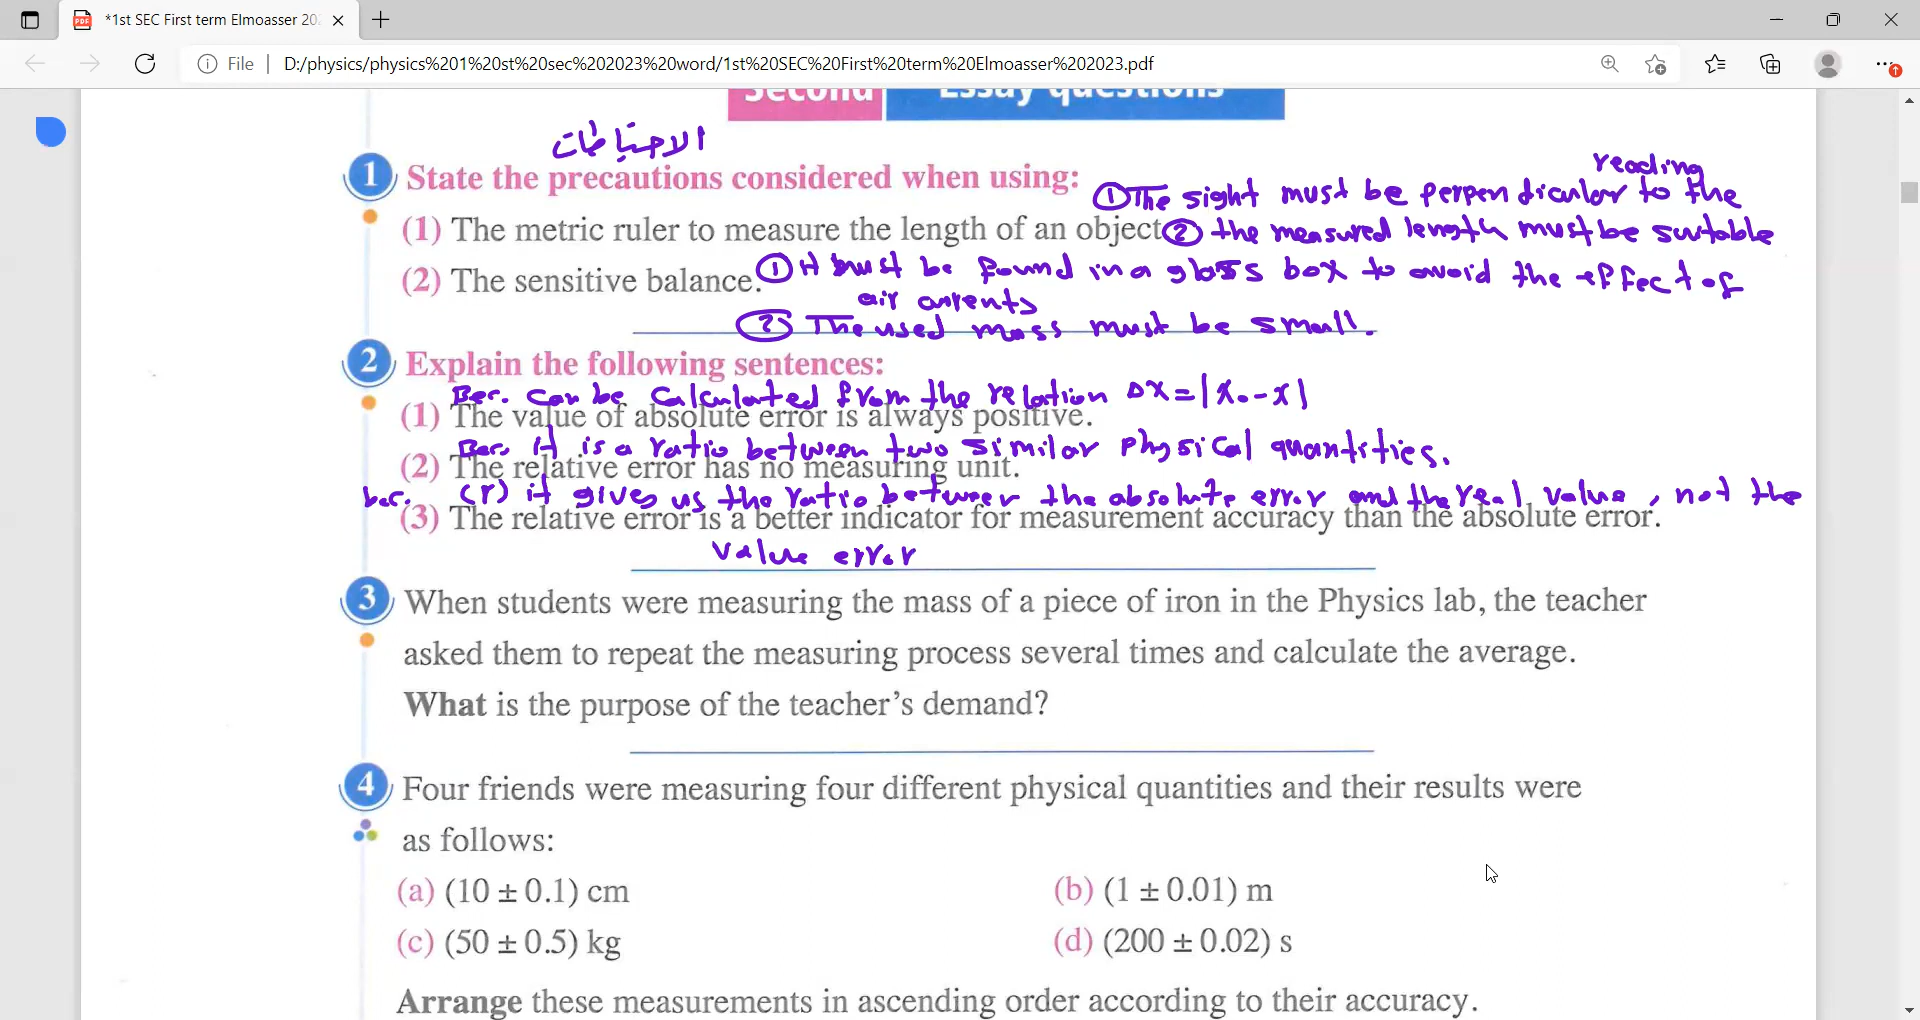 *1st SEC First term Elmoasser 20
File D:/physics/physics%201%20st%20sec%202023%20word/1st%20SEC%20First%20term%20Elmoasser%202023.pdf
Second Essay questions
الاحتياطات
1 State the precautions considered when using:
reading
① The sight must be perpendicular to the
(1) The metric ruler to measure the length of an object
② the measured length must be suitable
(2) The sensitive balance.
① It must be found in a glass box to avoid the effect of
air currents
② The used mass must be small.
2 Explain the following sentences:
Bec. can be calculated from the relation Δx = |x₀ - x|
(1) The value of absolute error is always positive.
Bec. it is a ratio between two similar physical quantities.
(2) The relative error has no measuring unit.
bec. (r) it gives us the ratio between the absolute error and the real value, not the
(3) The relative error is a better indicator for measurement accuracy than the absolute error.
value error
3 When students were measuring the mass of a piece of iron in the Physics lab, the teacher
asked them to repeat the measuring process several times and calculate the average.
What is the purpose of the teacher's demand?
4 Four friends were measuring four different physical quantities and their results were
as follows:
(a) (10 ± 0.1) cm (b) (1 ± 0.01) m
(c) (50 ± 0.5) kg (d) (200 ± 0.02) s
Arrange these measurements in ascending order according to their accuracy.